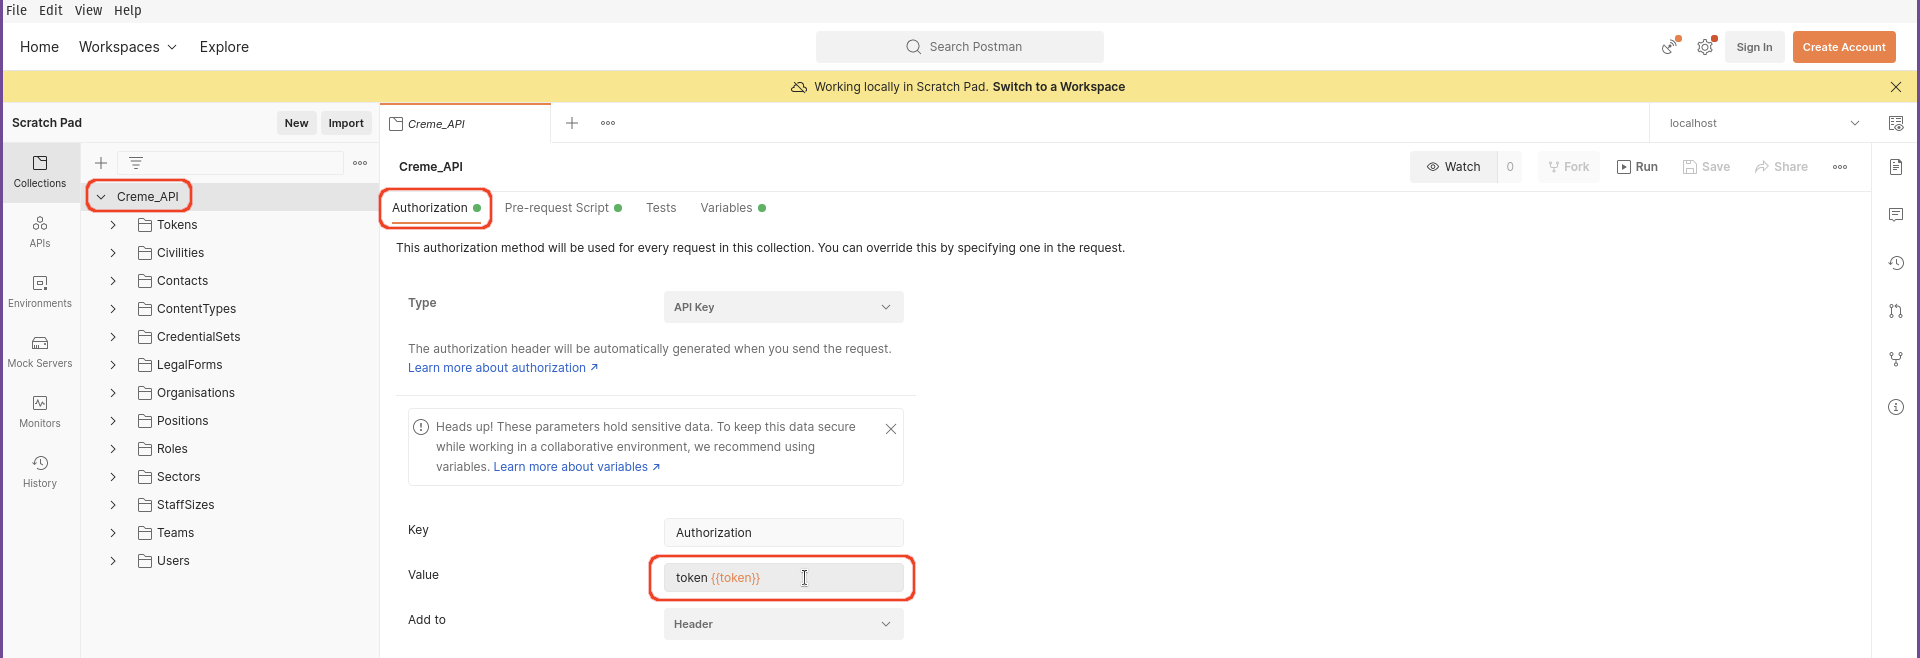 File Edit View Help
Home Workspaces Explore
Search Postman
Sign In
Create Account
Working locally in Scratch Pad. Switch to a Workspace
Scratch Pad
New
Import
Creme_API
localhost
Collections
APIs
Environments
Mock Servers
Monitors
History
Creme_API
Tokens
Civilities
Contacts
ContentTypes
CredentialSets
LegalForms
Organisations
Positions
Roles
Sectors
StaffSizes
Teams
Users
Creme_API
Watch 0 Fork Run Save Share
Authorization Pre-request Script Tests Variables
This authorization method will be used for every request in this collection. You can override this by specifying one in the request.
Type API Key
The authorization header will be automatically generated when you send the request.
Learn more about authorization ↗
Heads up! These parameters hold sensitive data. To keep this data secure
while working in a collaborative environment, we recommend using
variables. Learn more about variables ↗
Key Authorization
Value token {{token}}
Add to Header